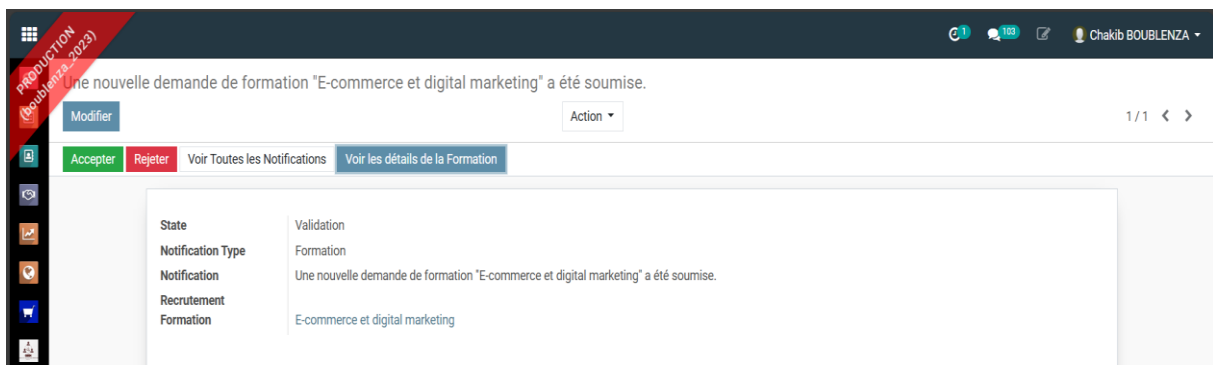 PRODUCTION
(boublenza_2023)
1
103
Chakib BOUBLENZA
Une nouvelle demande de formation "E-commerce et digital marketing" a été soumise.
Modifier
Action
1 / 1
Accepter Rejeter Voir Toutes les Notifications Voir les détails de la Formation
State Validation
Notification Type Formation
Notification Une nouvelle demande de formation "E-commerce et digital marketing" a été soumise.
Recrutement
Formation E-commerce et digital marketing